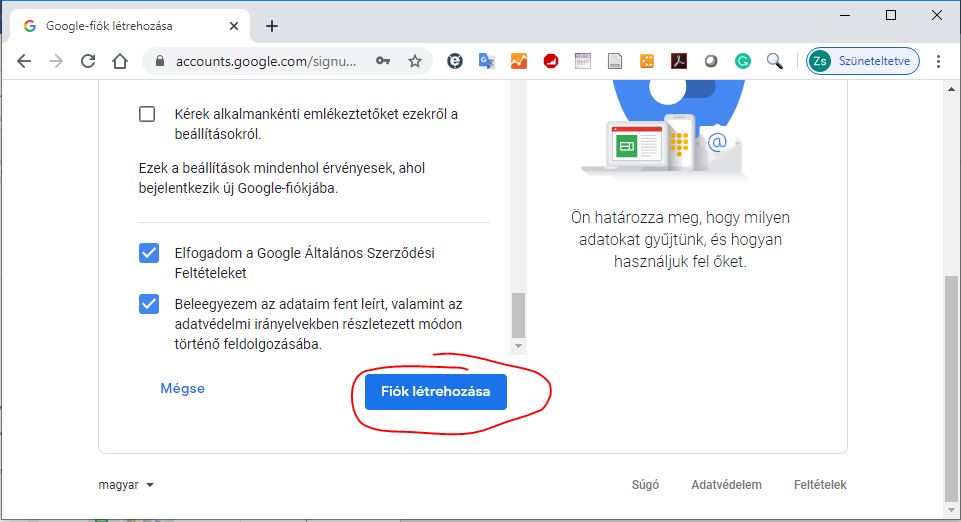 Google-fiók létrehozása
accounts.google.com/signu...
Zs
Szüneteltetve
Kérek alkalmankénti emlékeztetőket ezekről a
beállításokról.
Ezek a beállítások mindenhol érvényesek, ahol
bejelentkezik új Google-fiókjába.
Elfogadom a Google Általános Szerződési
Feltételeket
Beleegyezem az adataim fent leírt, valamint az
adatvédelmi irányelvekben részletezett módon
történő feldolgozásába.
Mégse
Fiók létrehozása
Ön határozza meg, hogy milyen
adatokat gyűjtünk, és hogyan
használjuk fel őket.
magyar
Súgó
Adatvédelem
Feltételek